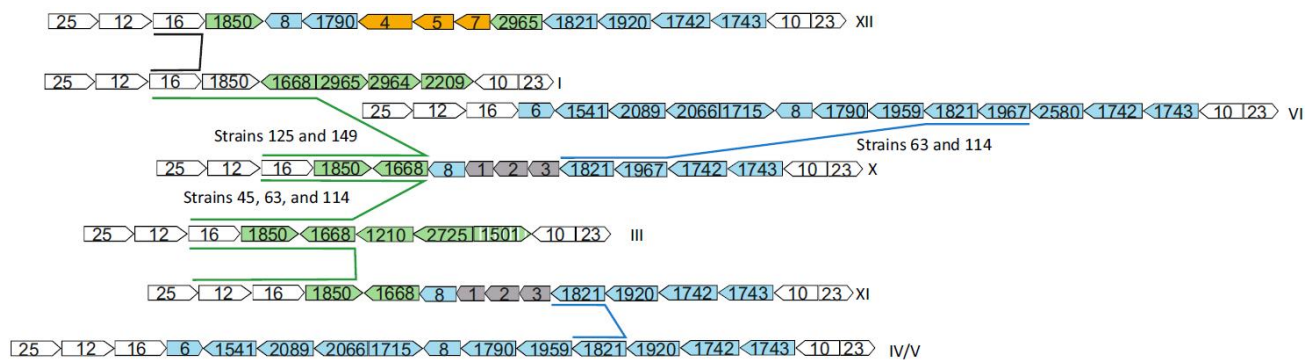 25 12 16 1850 8 1790 4 5 7 2965 1821 1920 1742 1743 10 23 XII
25 12 16 1850 1668 2965 2964 2209 10 23 I
25 12 16 6 1541 2089 2066 1715 8 1790 1959 1821 1967 2580 1742 1743 10 23 VI
Strains 125 and 149
Strains 63 and 114
25 12 16 1850 1668 8 1 2 3 1821 1967 1742 1743 10 23 X
Strains 45, 63, and 114
25 12 16 1850 1668 1210 2725 1501 10 23 III
25 12 16 1850 1668 8 1 2 3 1821 1920 1742 1743 10 23 XI
25 12 16 6 1541 2089 2066 1715 8 1790 1959 1821 1920 1742 1743 10 23 IV/V